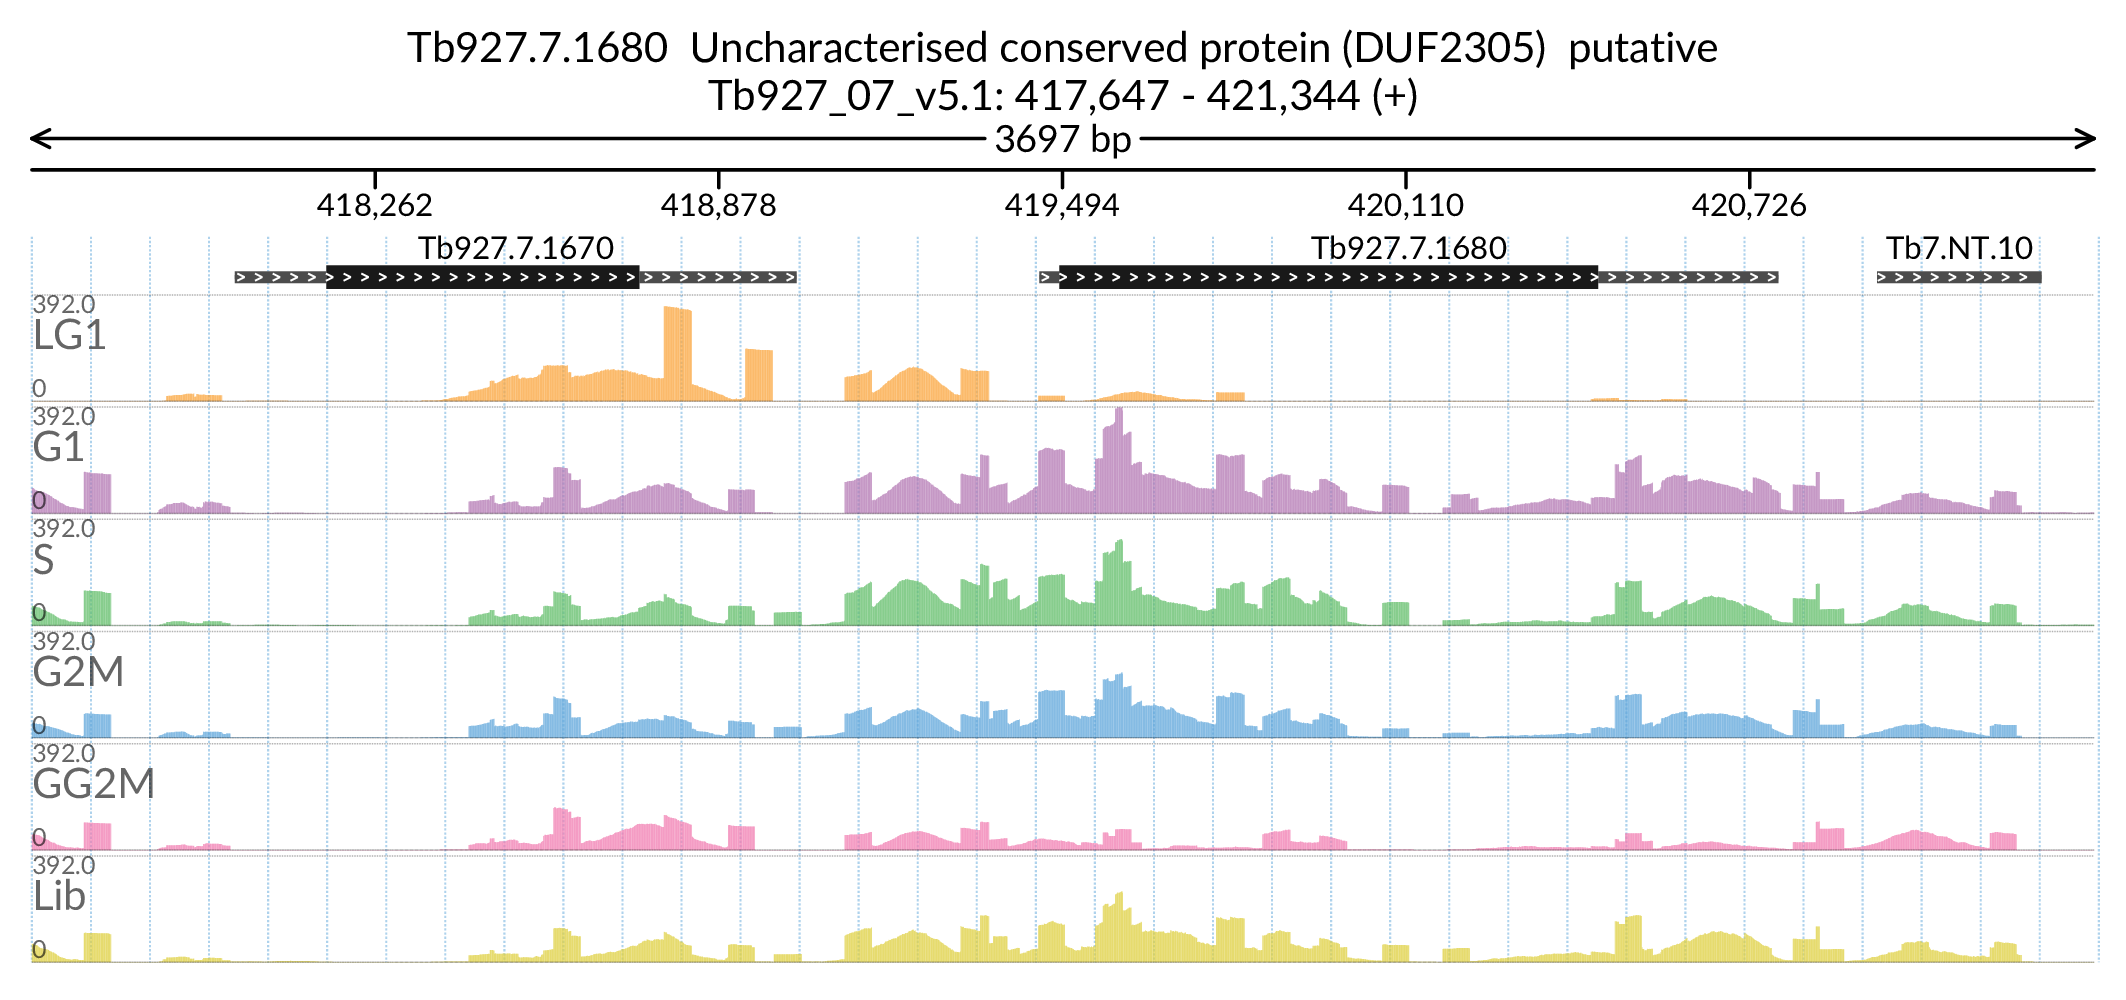 Tb927.7.1680 Uncharacterised conserved protein (DUF2305) putative
Tb927_07_v5.1: 417,647 - 421,344 (+)
3697 bp
418,262 418,878 419,494 420,110 420,726
Tb927.7.1670 Tb927.7.1680 Tb7.NT.10
392.0
LG1
0
392.0
G1
0
392.0
S
0
392.0
G2M
0
392.0
GG2M
0
392.0
Lib
0